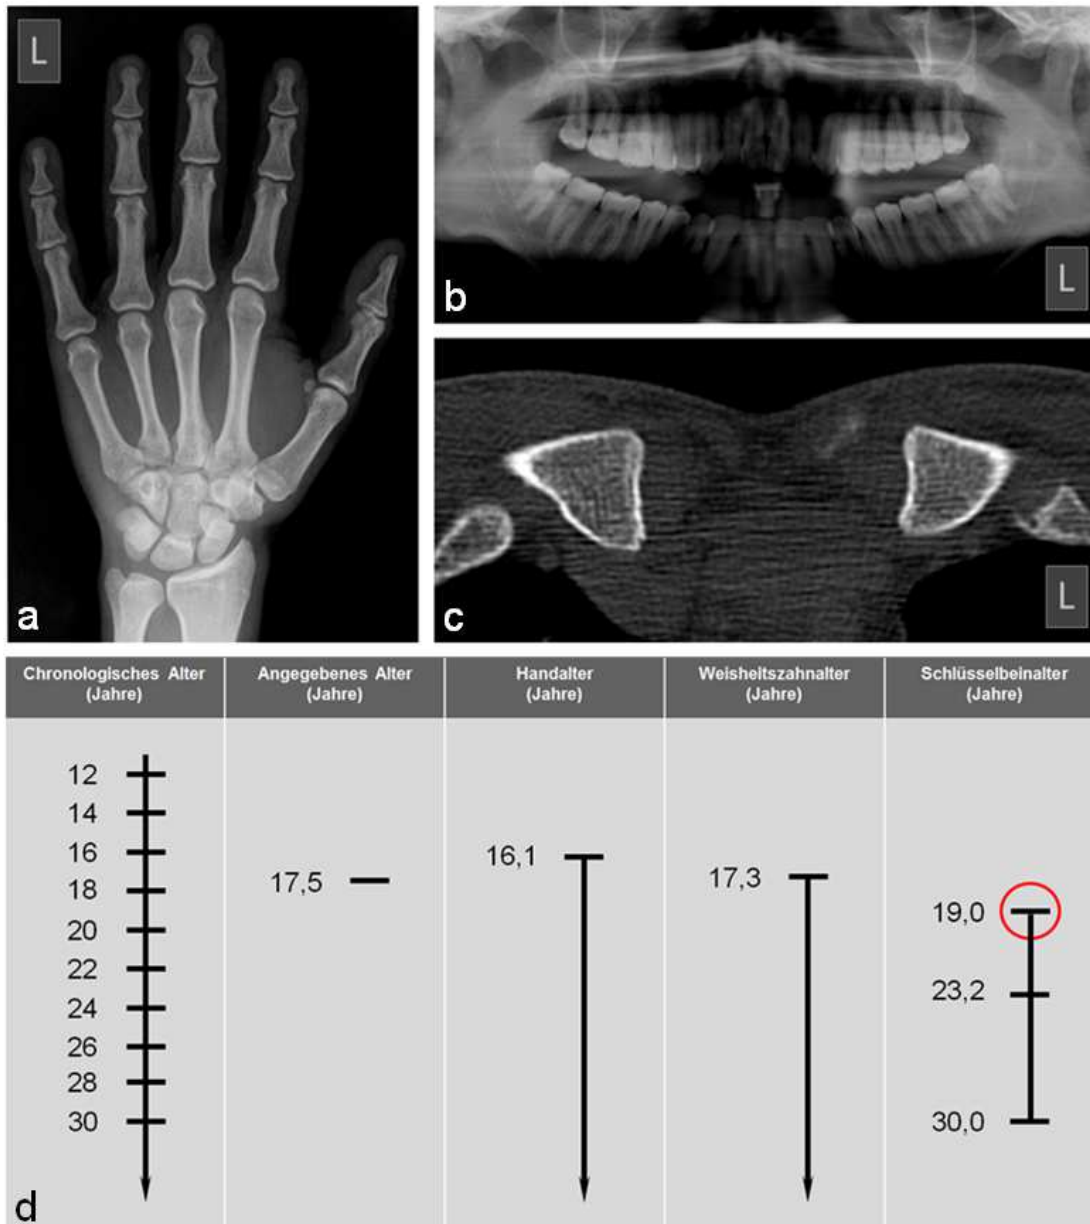 L
a
b
L
c
L
Chronologisches Alter
(Jahre)
Angegebenes Alter
(Jahre)
Handalter
(Jahre)
Weisheitszahnalter
(Jahre)
Schlüsselbeinalter
(Jahre)
12
14
16
18
20
22
24
26
28
30
17,5
16,1
17,3
19,0
23,2
30,0
d